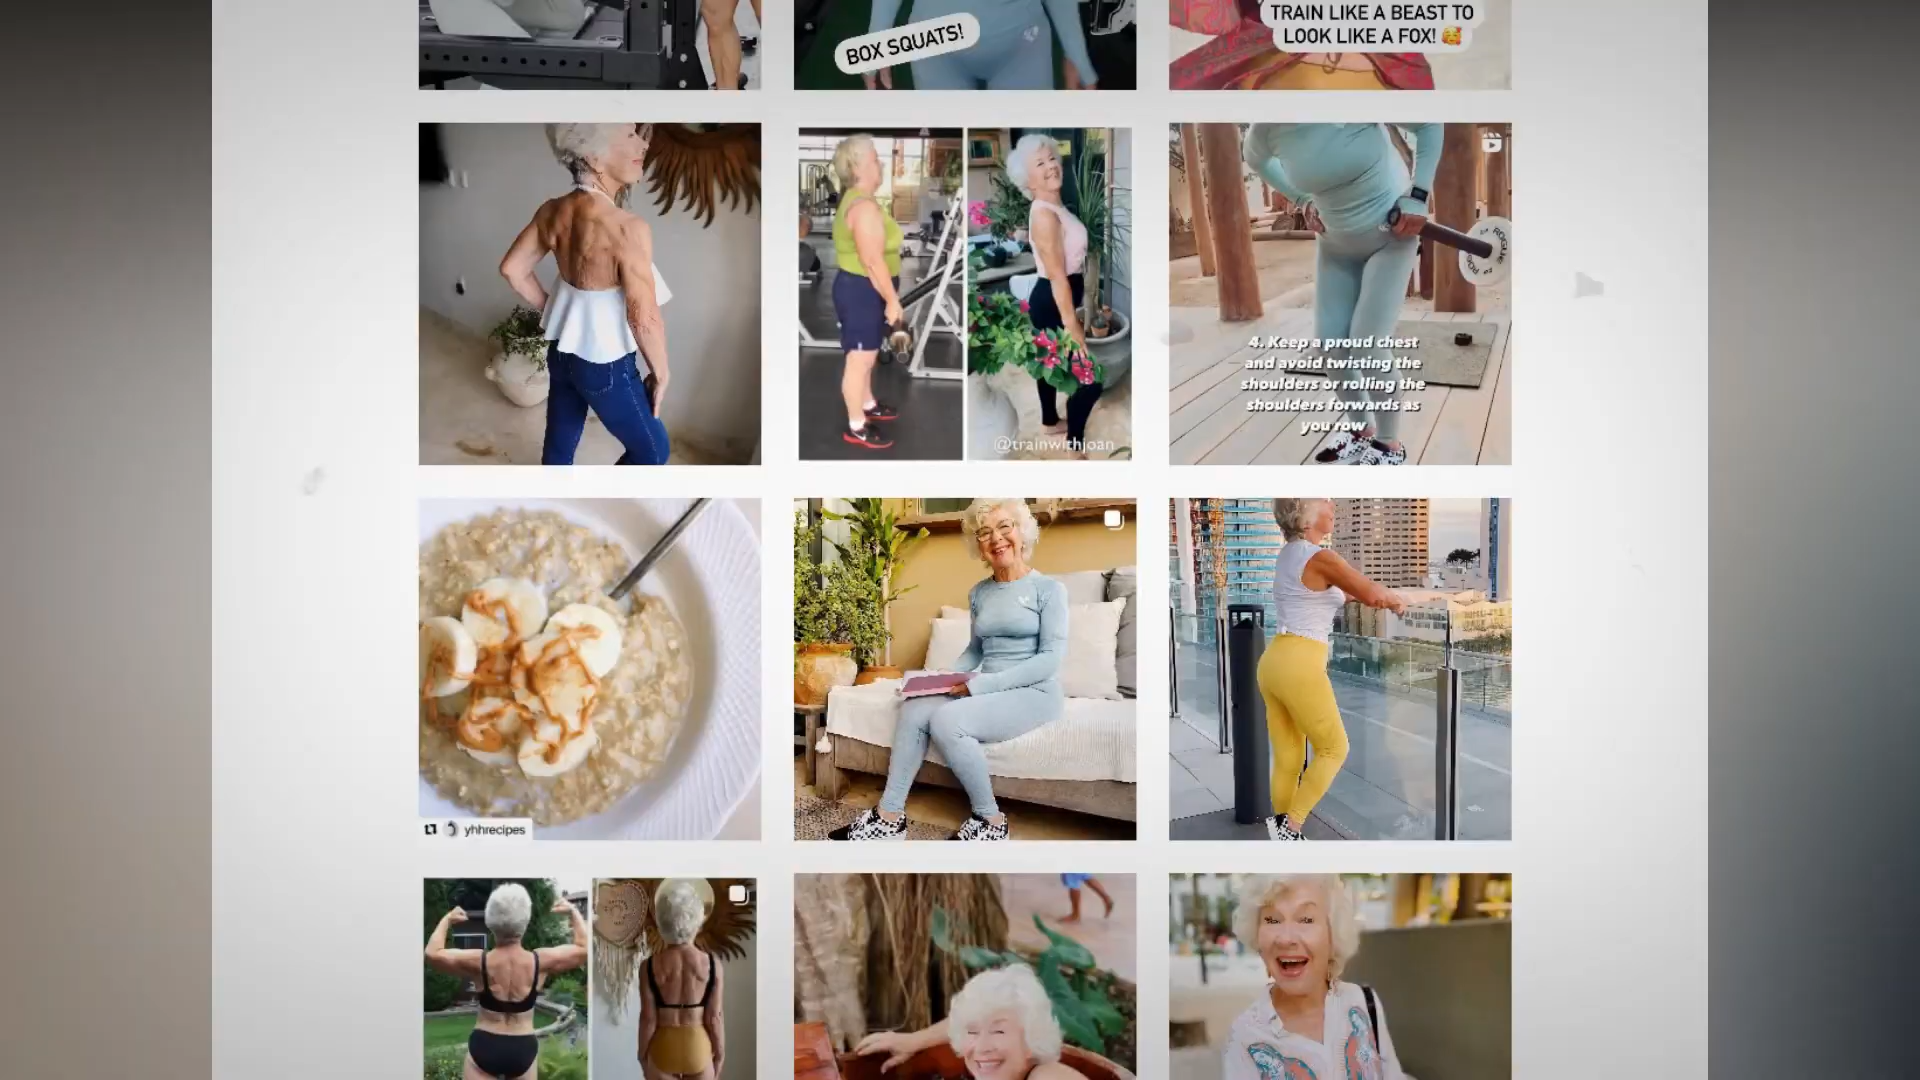 BOX SQUATS!
TRAIN LIKE A BEAST TO
LOOK LIKE A FOX! 🥰
@trainwithjoan
4. Keep a proud chest
and avoid twisting the
shoulders or rolling the
shoulders forwards as
you row
ROGUE
yhhrecipes